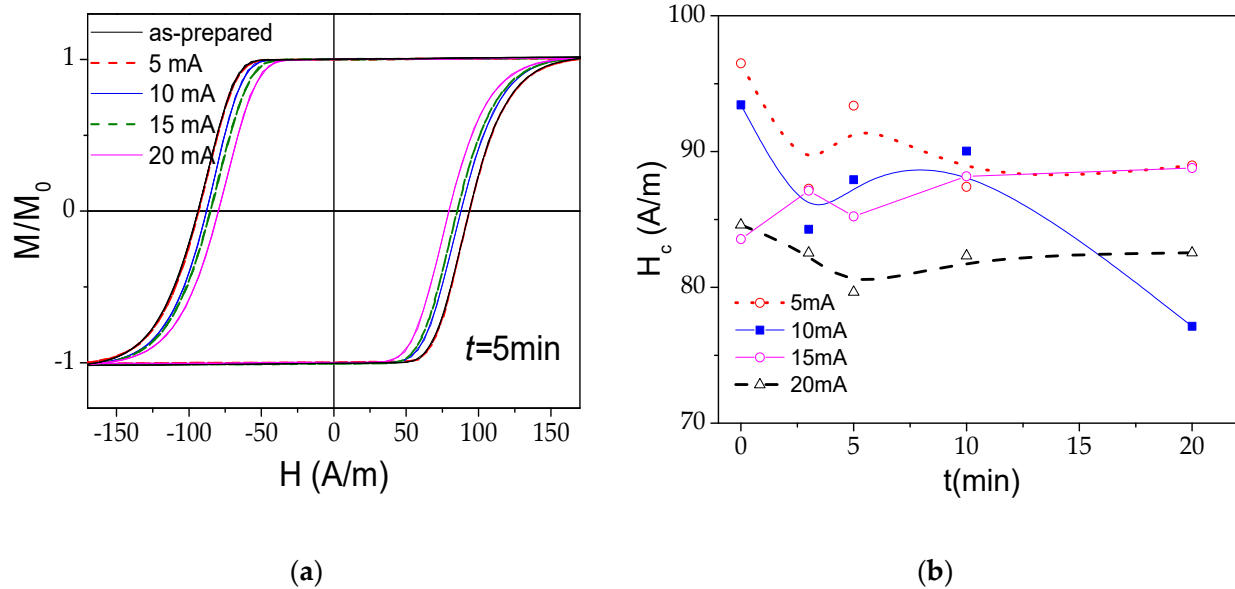 as-prepared
5 mA
10 mA
15 mA
20 mA
1
0
-1
M/M₀
t=5min
-150 -100 -50 0 50 100 150
H (A/m)
(a)
100
90
80
70
H_c (A/m)
5mA
10mA
15mA
20mA
0 5 10 15 20
t(min)
(b)